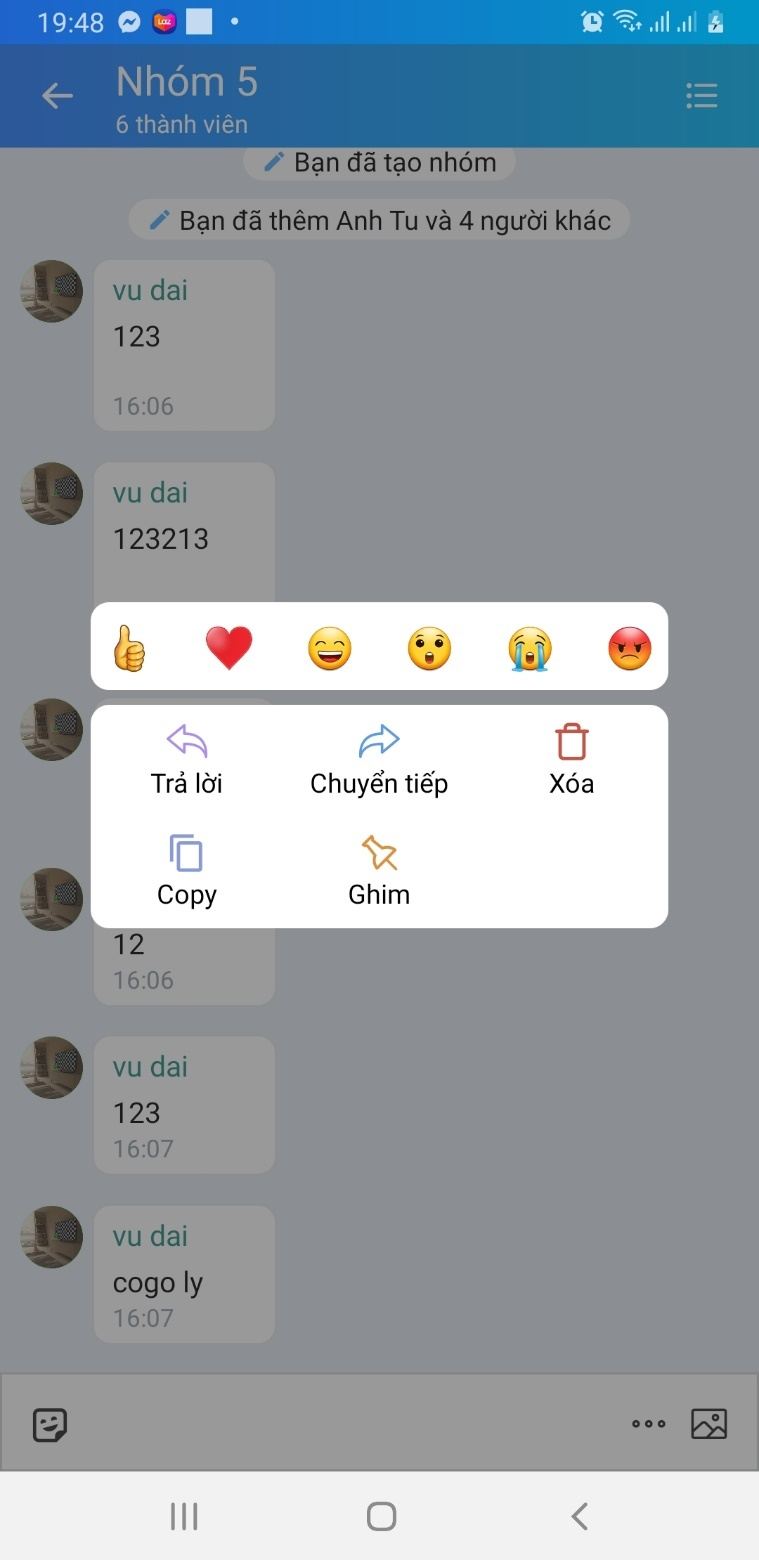 19:48
Laz
Nhóm 5
6 thành viên
Bạn đã tạo nhóm
Bạn đã thêm Anh Tu và 4 người khác
vu dai
123
16:06
vu dai
123213
Trả lời
Chuyển tiếp
Xóa
Copy
Ghim
12
16:06
vu dai
123
16:07
vu dai
cogo ly
16:07